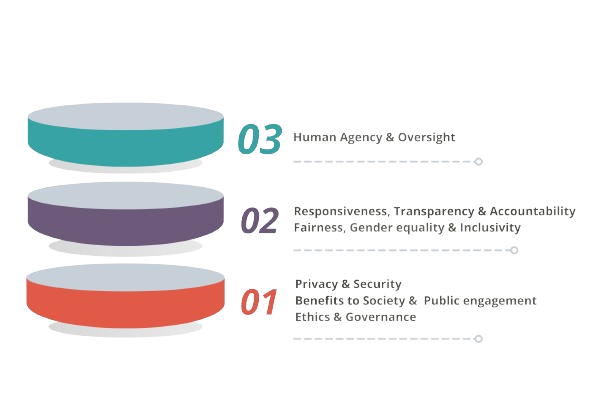 03 Human Agency & Oversight
02 Responsiveness, Transparency & Accountability
Fairness, Gender equality & Inclusivity
01 Privacy & Security
Benefits to Society & Public engagement
Ethics & Governance